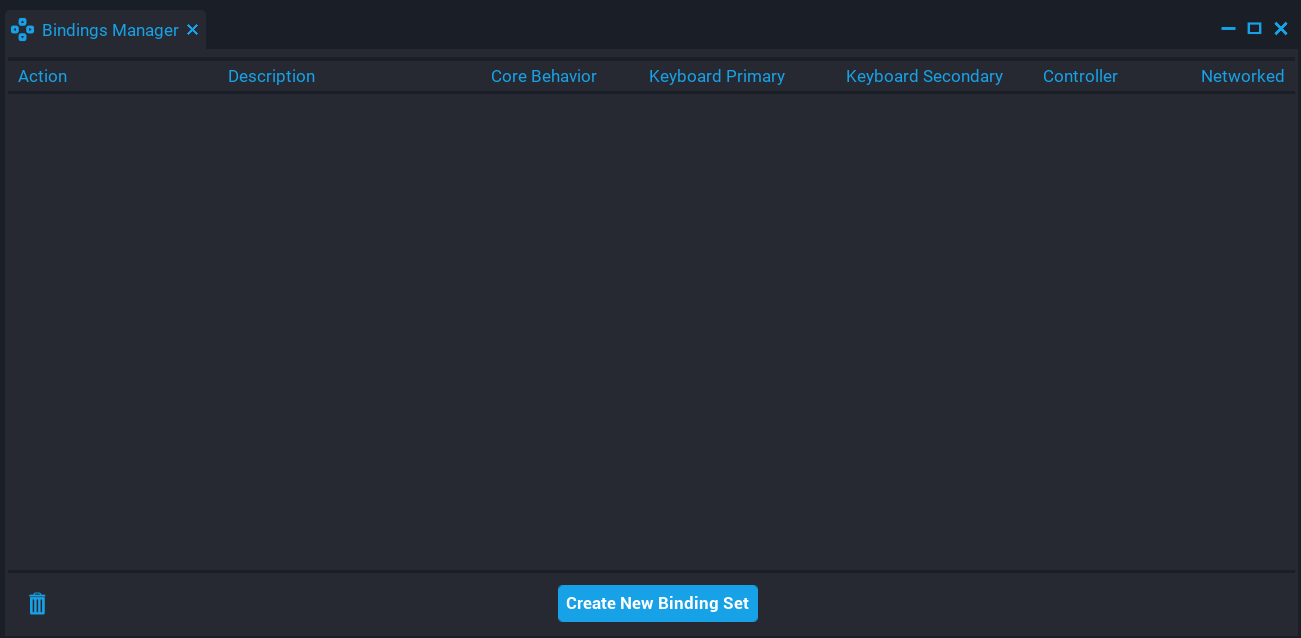 Bindings Manager
Action Description Core Behavior Keyboard Primary Keyboard Secondary Controller Networked
Create New Binding Set